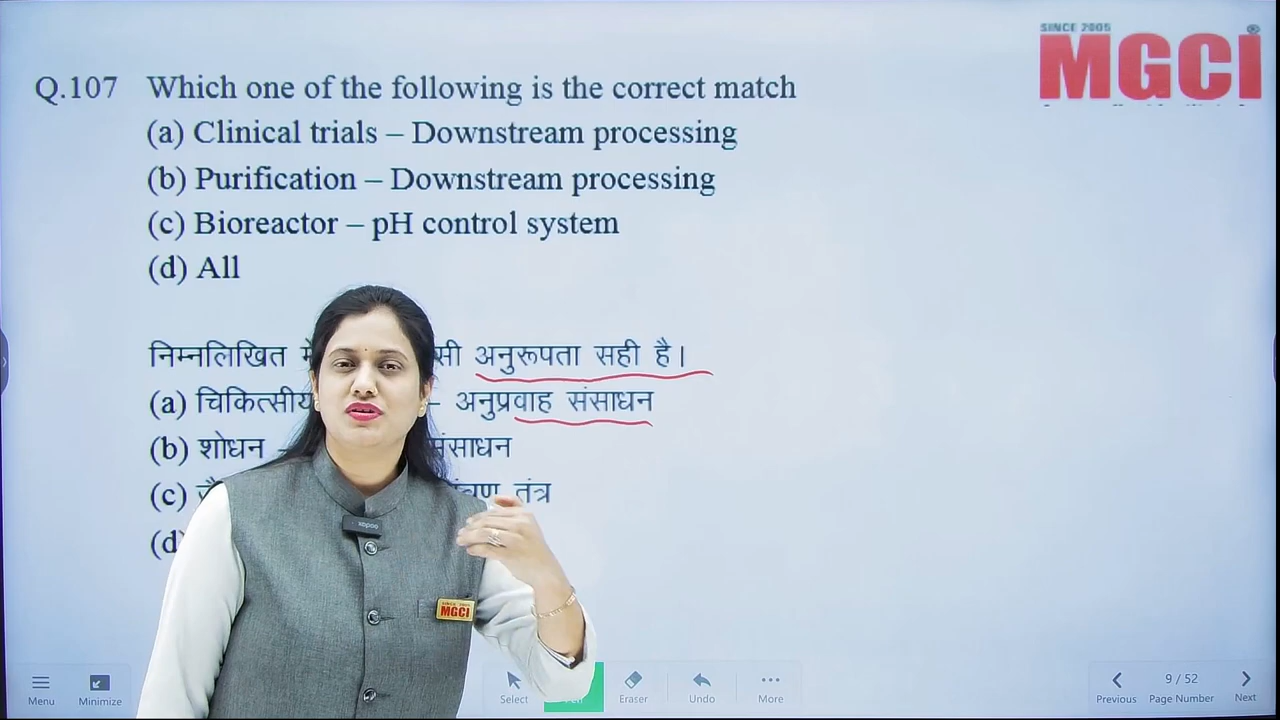 SINCE 2005
MGCI
Q.107 Which one of the following is the correct match
(a) Clinical trials – Downstream processing
(b) Purification – Downstream processing
(c) Bioreactor – pH control system
(d) All
निम्नलिखित सी अनुरूपता सही है।
(a) चिकित्सीय – अनुप्रवाह संसाधन
(b) शोधन – संसाधन
(c) तंत्र
(d)
SINCE 2005
MGCI
Menu
Minimize
Select
Eraser
Undo
More
Previous
9 / 52
Page Number
Next